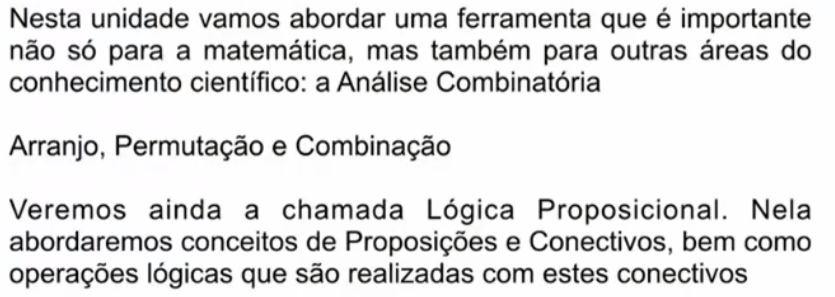 Nesta unidade vamos abordar uma ferramenta que é importante
não só para a matemática, mas também para outras áreas do
conhecimento científico: a Análise Combinatória
Arranjo, Permutação e Combinação
Veremos ainda a chamada Lógica Proposicional. Nela
abordaremos conceitos de Proposições e Conectivos, bem como
operações lógicas que são realizadas com estes conectivos